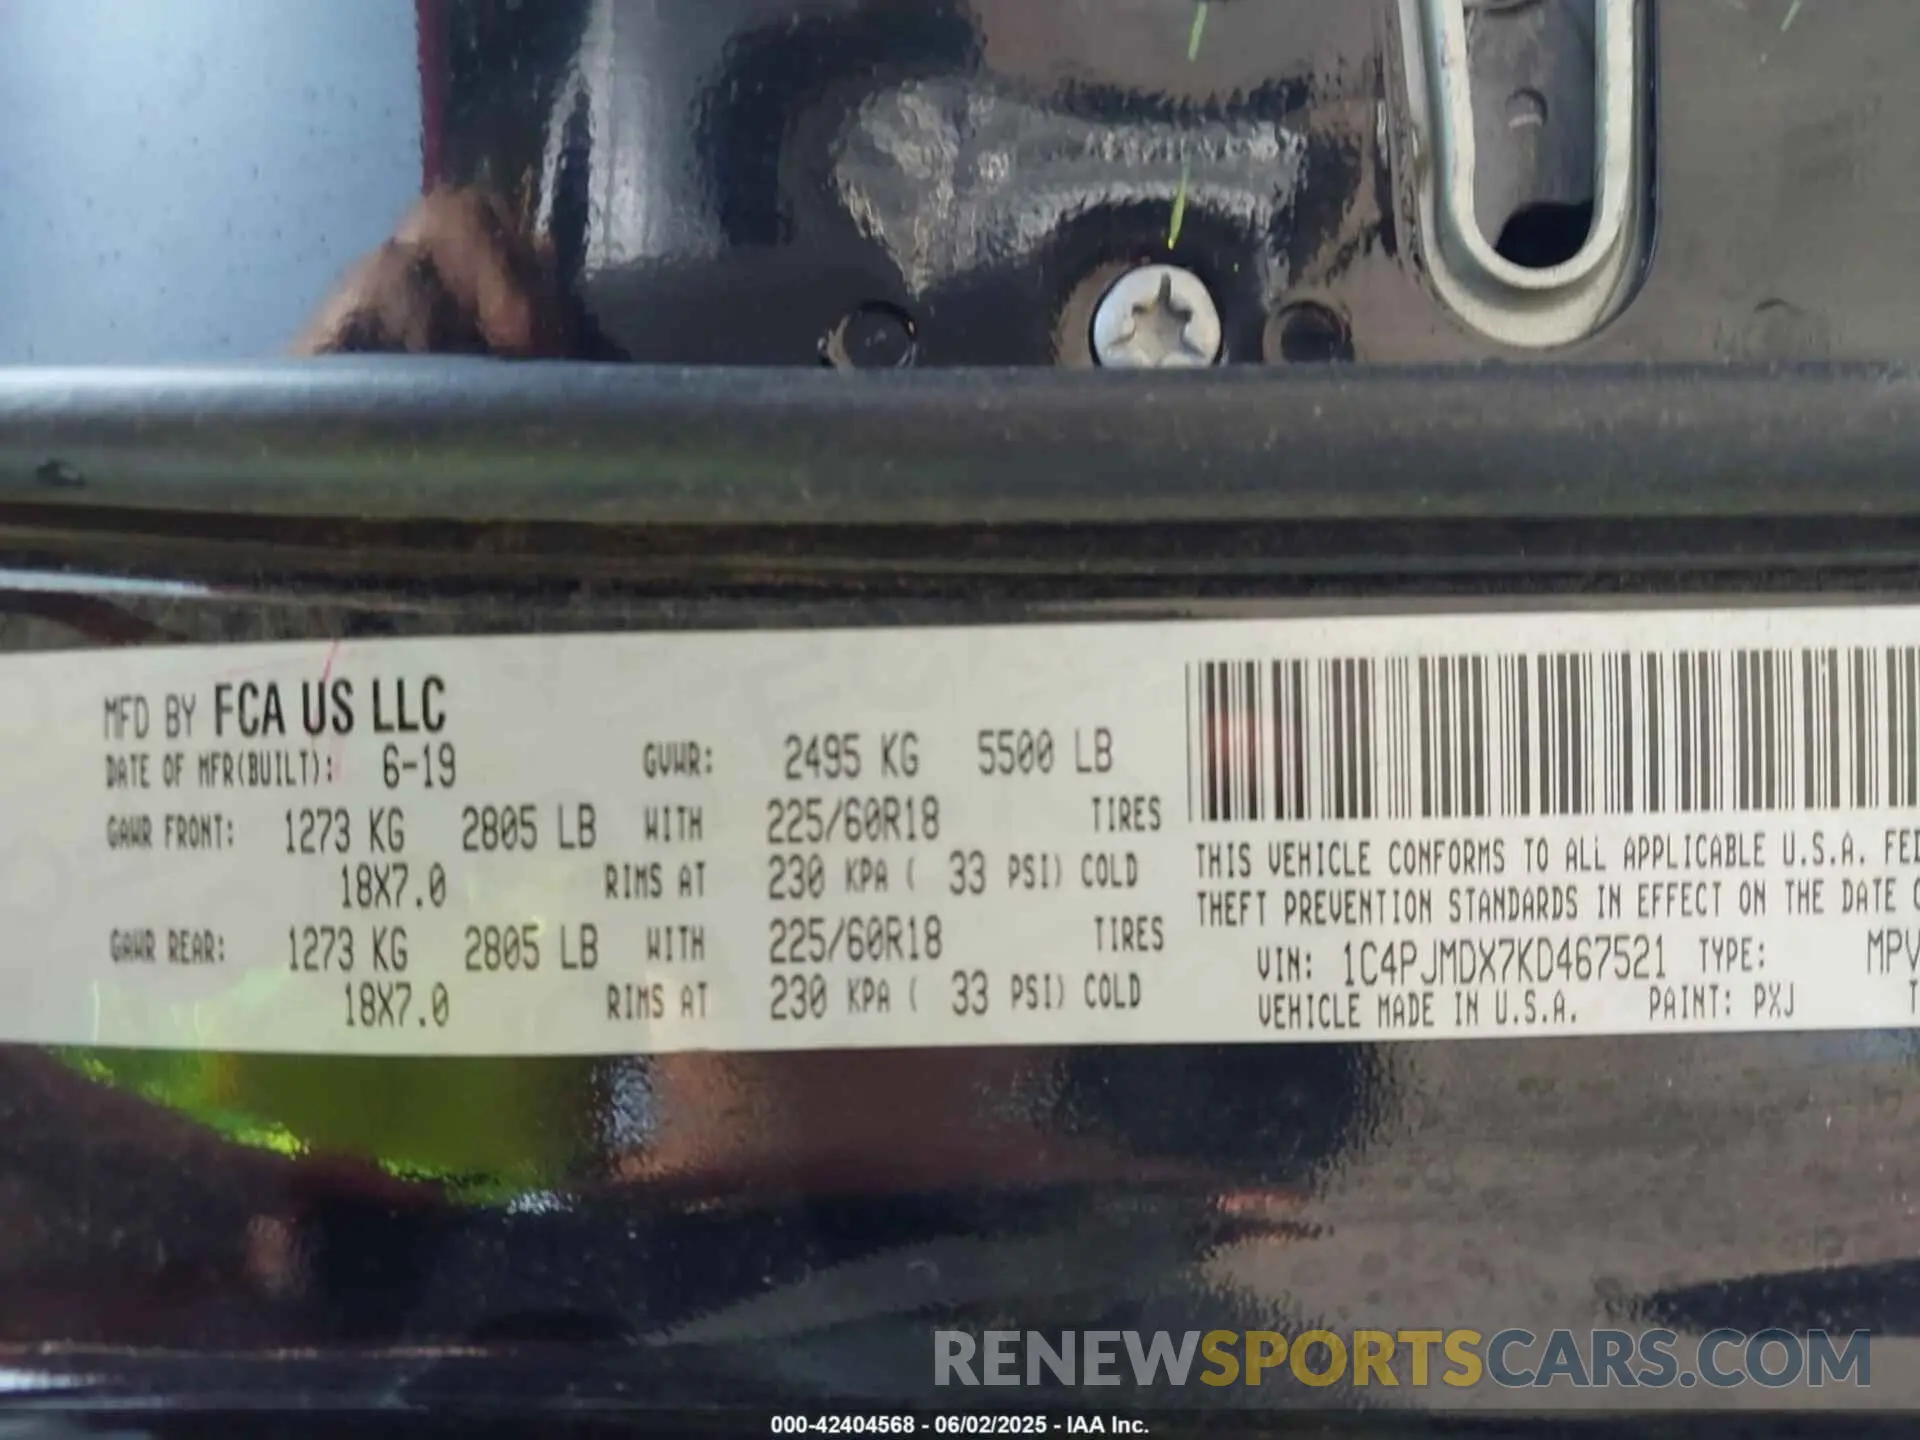 MFD BY FCA US LLC
DATE OF MFR(BUILT): 6-19 GVWR: 2495 KG 5500 LB
GAWR FRONT: 1273 KG 2805 LB WITH 225/60R18 TIRES
18X7.0 RIMS AT 230 KPA ( 33 PSI) COLD
GAWR REAR: 1273 KG 2805 LB WITH 225/60R18 TIRES
18X7.0 RIMS AT 230 KPA ( 33 PSI) COLD
THIS VEHICLE CONFORMS TO ALL APPLICABLE U.S.A. FED
THEFT PREVENTION STANDARDS IN EFFECT ON THE DATE
VIN: 1C4PJMDX7KD467521 TYPE: MPV
VEHICLE MADE IN U.S.A. PAINT: PXJ
RENEWSPORTSCARS.COM
000-42404568 - 06/02/2025 - IAA Inc.